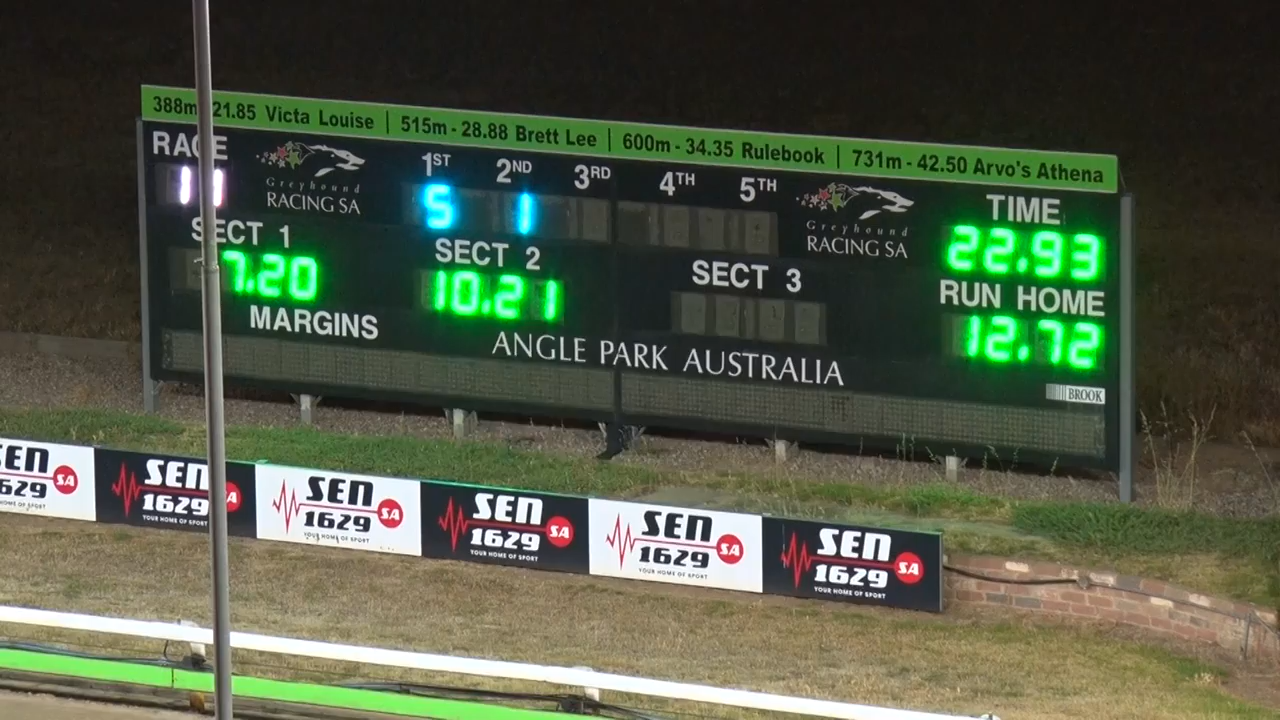 388m 21.85 Victa Louise | 515m - 28.88 Brett Lee | 600m - 34.35 Rulebook | 731m - 42.50 Arvo's Athena
RACE
11
Greyhound
RACING SA
1ST 2ND 3RD 4TH 5TH
5 1
Greyhound
RACING SA
TIME
22.93
SECT 1
7.20
SECT 2
10.21
SECT 3
RUN HOME
12.72
MARGINS
ANGLE PARK AUSTRALIA
BROOK
SEN
1629
SA
SEN
1629
SA
YOUR HOME OF SPORT
SEN
1629
SA
YOUR HOME OF SPORT
SEN
1629
SA
YOUR HOME OF SPORT
SEN
1629
SA
YOUR HOME OF SPORT
SEN
1629
SA
YOUR HOME OF SPORT